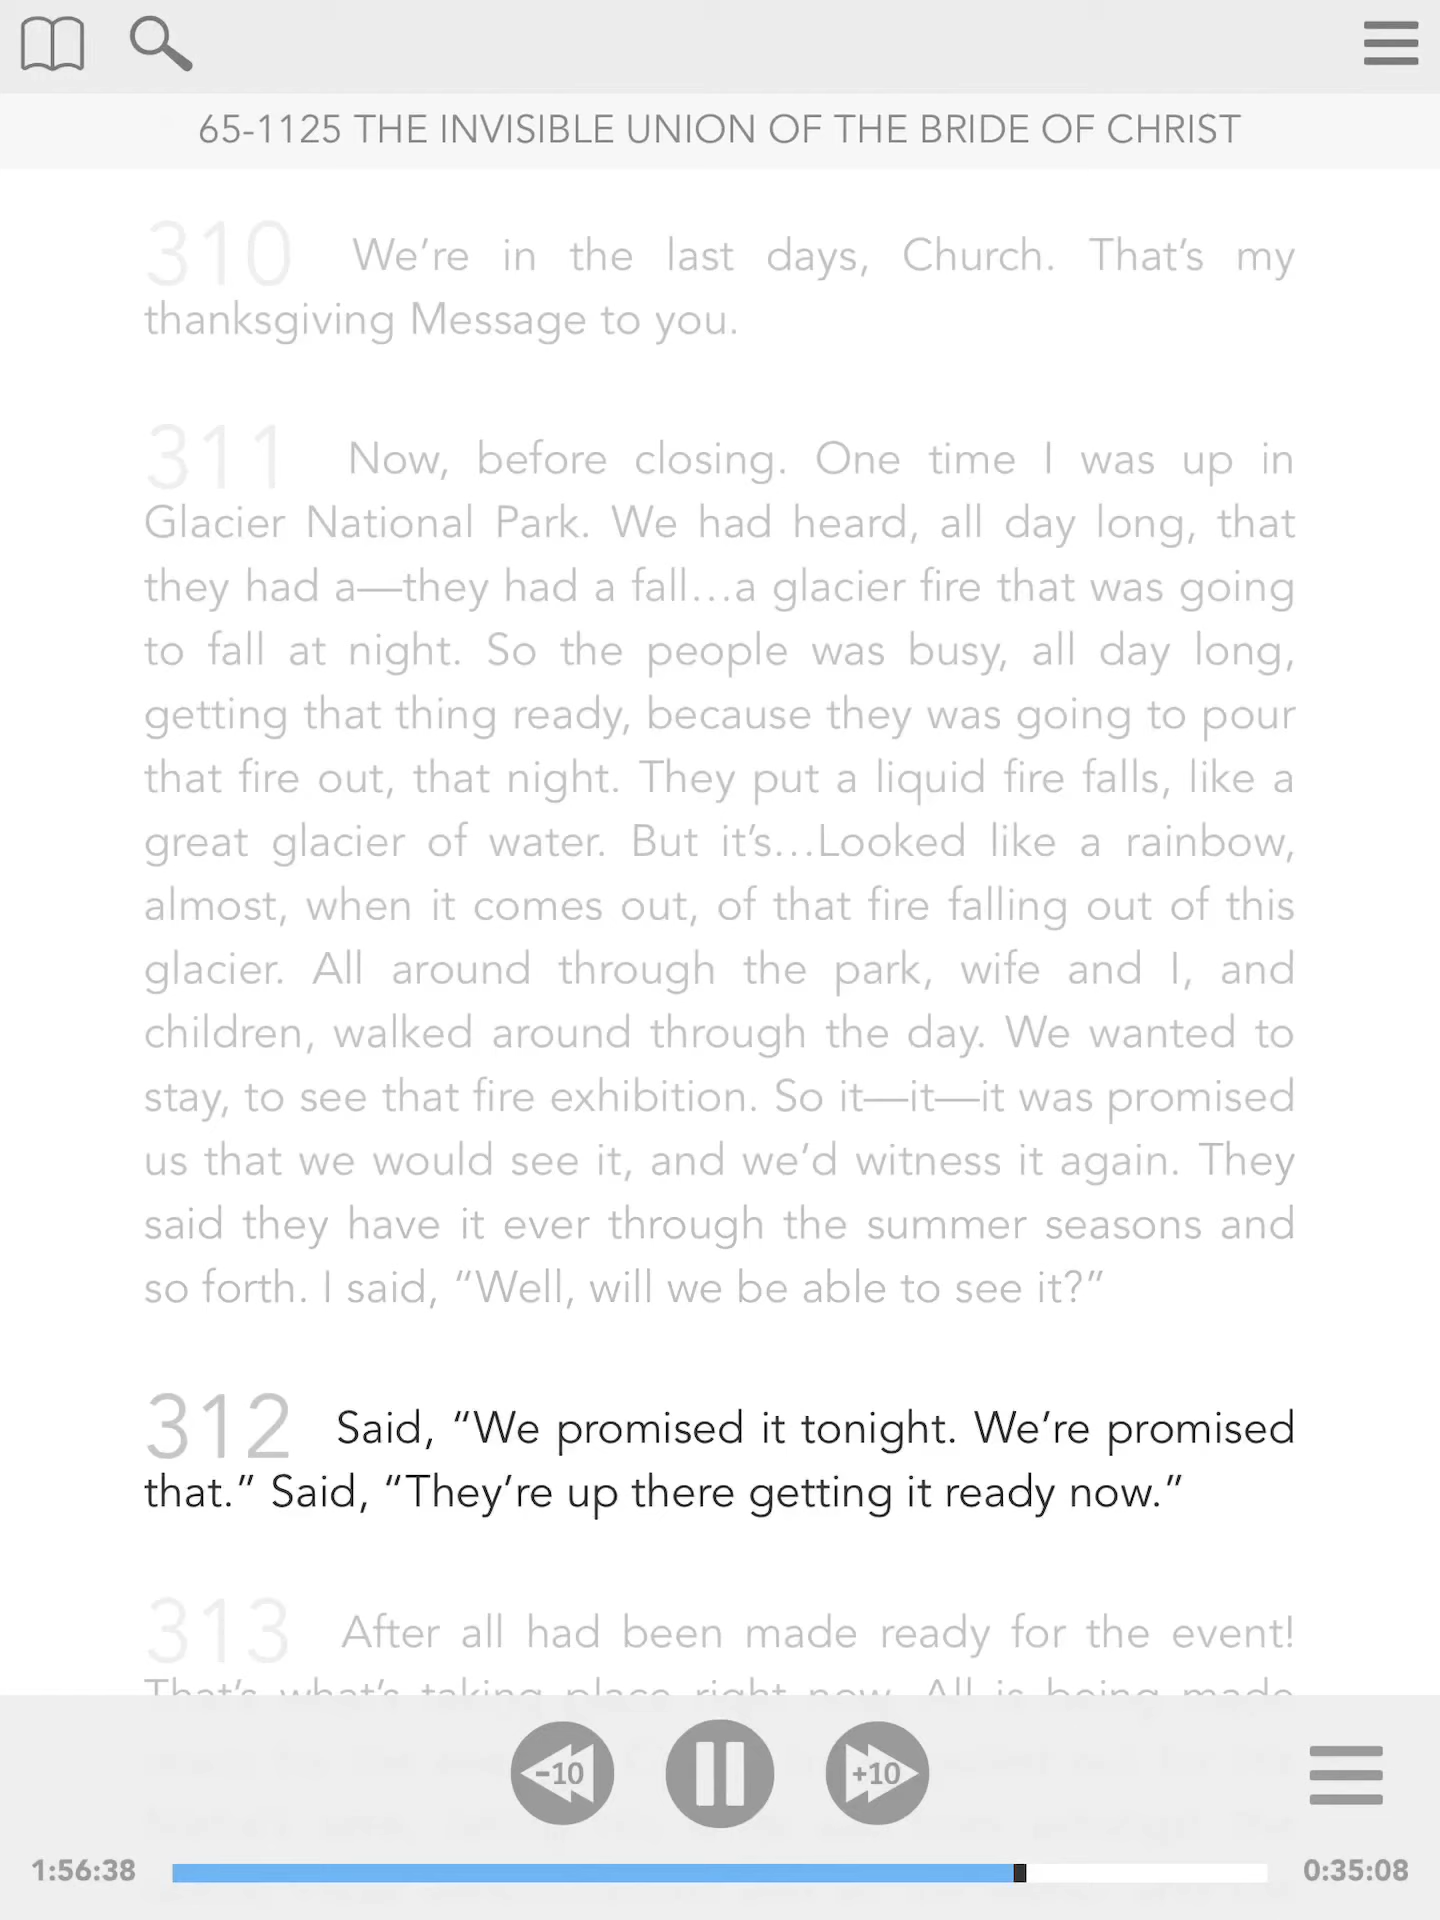 65-1125 THE INVISIBLE UNION OF THE BRIDE OF CHRIST
310 We’re in the last days, Church. That’s my
thanksgiving Message to you.
311 Now, before closing. One time I was up in
Glacier National Park. We had heard, all day long, that
they had a—they had a fall…a glacier fire that was going
to fall at night. So the people was busy, all day long,
getting that thing ready, because they was going to pour
that fire out, that night. They put a liquid fire falls, like a
great glacier of water. But it’s…Looked like a rainbow,
almost, when it comes out, of that fire falling out of this
glacier. All around through the park, wife and I, and
children, walked around through the day. We wanted to
stay, to see that fire exhibition. So it—it—it was promised
us that we would see it, and we’d witness it again. They
said they have it ever through the summer seasons and
so forth. I said, “Well, will we be able to see it?”
312 Said, “We promised it tonight. We’re promised
that.” Said, “They’re up there getting it ready now.”
313 After all had been made ready for the event!
That’s what’s taking place right now. All is being made
-10 +10
1:56:38 0:35:08